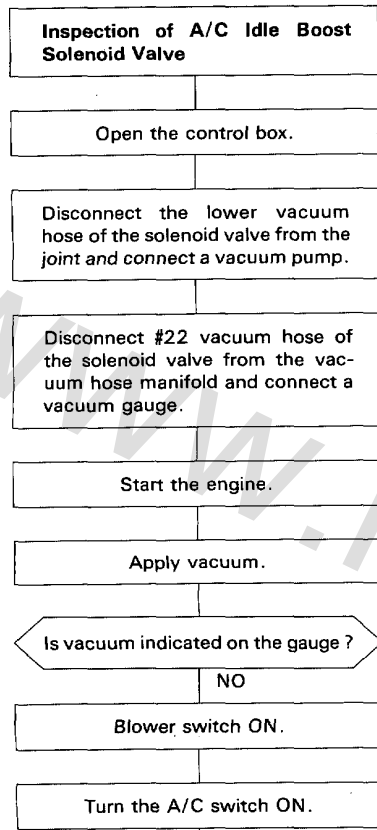 Inspection of A/C Idle Boost
Solenoid Valve
Open the control box.
Disconnect the lower vacuum
hose of the solenoid valve from the
joint and connect a vacuum pump.
Disconnect #22 vacuum hose of
the solenoid valve from the vac-
uum hose manifold and connect a
vacuum gauge.
Start the engine.
Apply vacuum.
Is vacuum indicated on the gauge ?
NO
Blower switch ON.
Turn the A/C switch ON.